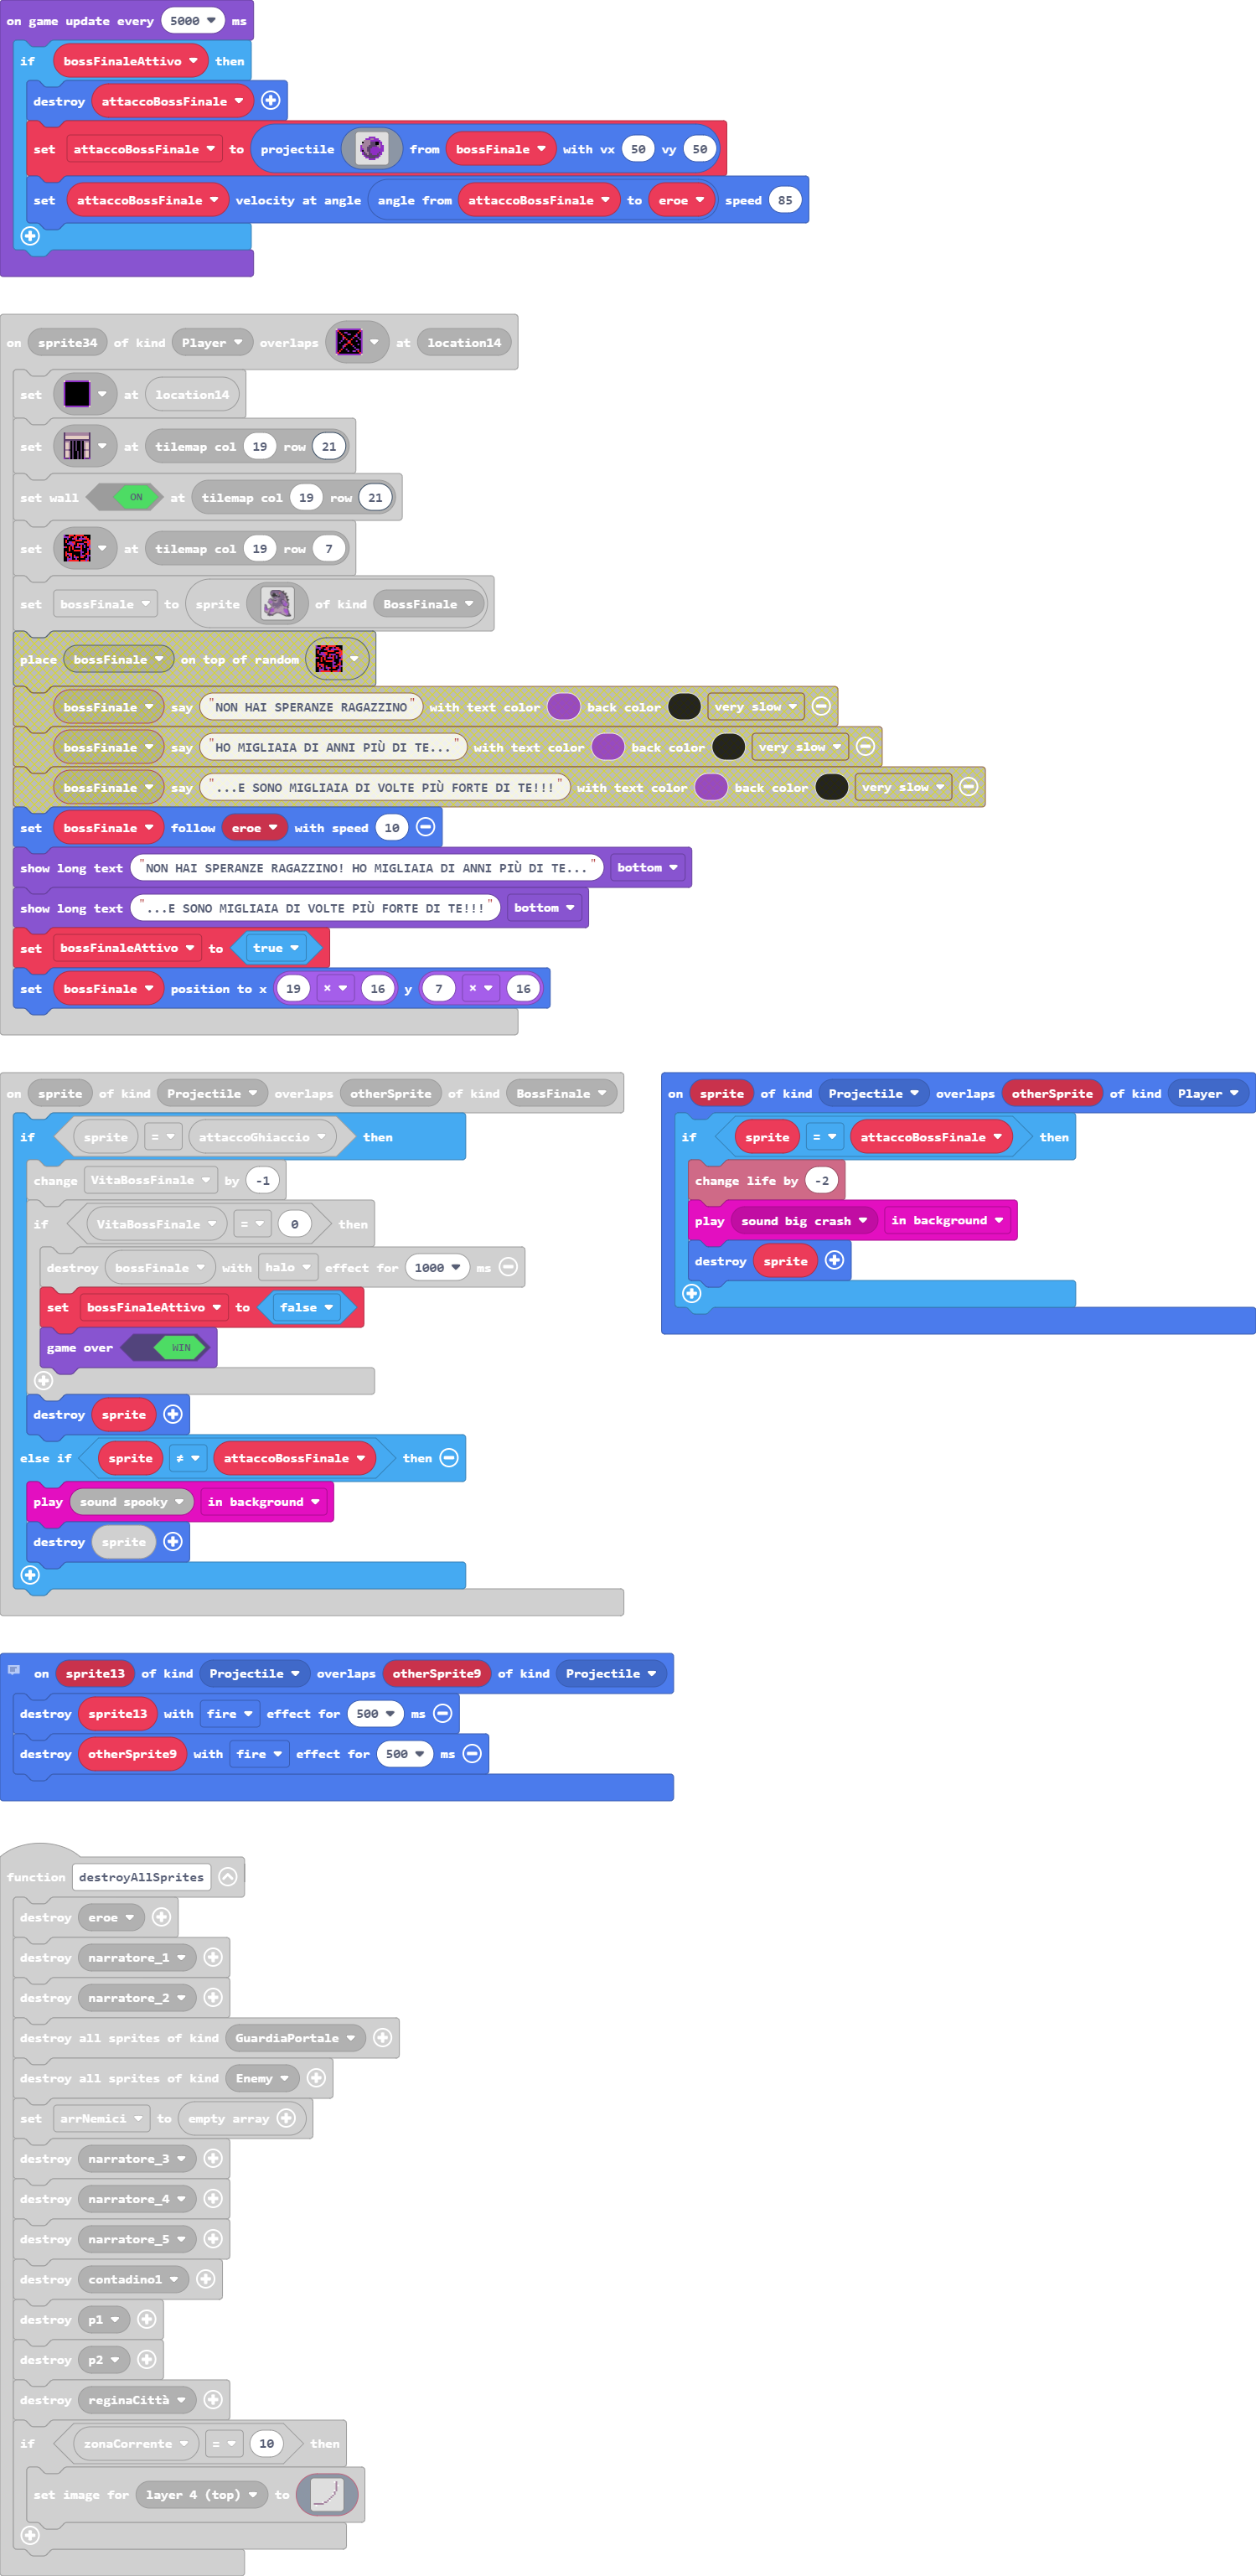 on game update every 5000 ms
if bossFinaleAttivo then
destroy attaccoBossFinale
set attaccoBossFinale to projectile from bossFinale with vx 50 vy 50
set attaccoBossFinale velocity at angle angle from attaccoBossFinale to eroe speed 85
on sprite34 of kind Player overlaps at location14
set at location14
set at tilemap col 19 row 21
set wall ON at tilemap col 19 row 21
set at tilemap col 19 row 7
set bossFinale to sprite of kind BossFinale
place bossFinale on top of random
bossFinale say "NON HAI SPERANZE RAGAZZINO" with text color back color very slow
bossFinale say "HO MIGLIAIA DI ANNI PIÙ DI TE..." with text color back color very slow
bossFinale say "...E SONO MIGLIAIA DI VOLTE PIÙ FORTE DI TE!!!" with text color back color very slow
set bossFinale follow eroe with speed 10
show long text "NON HAI SPERANZE RAGAZZINO! HO MIGLIAIA DI ANNI PIÙ DI TE..." bottom
show long text "...E SONO MIGLIAIA DI VOLTE PIÙ FORTE DI TE!!!" bottom
set bossFinaleAttivo to true
set bossFinale position to x 19 × 16 y 7 × 16
on sprite of kind Projectile overlaps otherSprite of kind BossFinale
if sprite = attaccoGhiaccio then
change VitaBossFinale by -1
if VitaBossFinale = 0 then
destroy bossFinale with halo effect for 1000 ms
set bossFinaleAttivo to false
game over WIN
destroy sprite
else if sprite ≠ attaccoBossFinale then
play sound spooky in background
destroy sprite
on sprite of kind Projectile overlaps otherSprite of kind Player
if sprite = attaccoBossFinale then
change life by -2
play sound big crash in background
destroy sprite
on sprite13 of kind Projectile overlaps otherSprite9 of kind Projectile
destroy sprite13 with fire effect for 500 ms
destroy otherSprite9 with fire effect for 500 ms
function destroyAllSprites
destroy eroe
destroy narratore_1
destroy narratore_2
destroy all sprites of kind GuardiaPortale
destroy all sprites of kind Enemy
set arrNemici to empty array
destroy narratore_3
destroy narratore_4
destroy narratore_5
destroy contadino1
destroy p1
destroy p2
destroy reginaCittà
if zonaCorrente = 10 then
set image for layer 4 (top) to